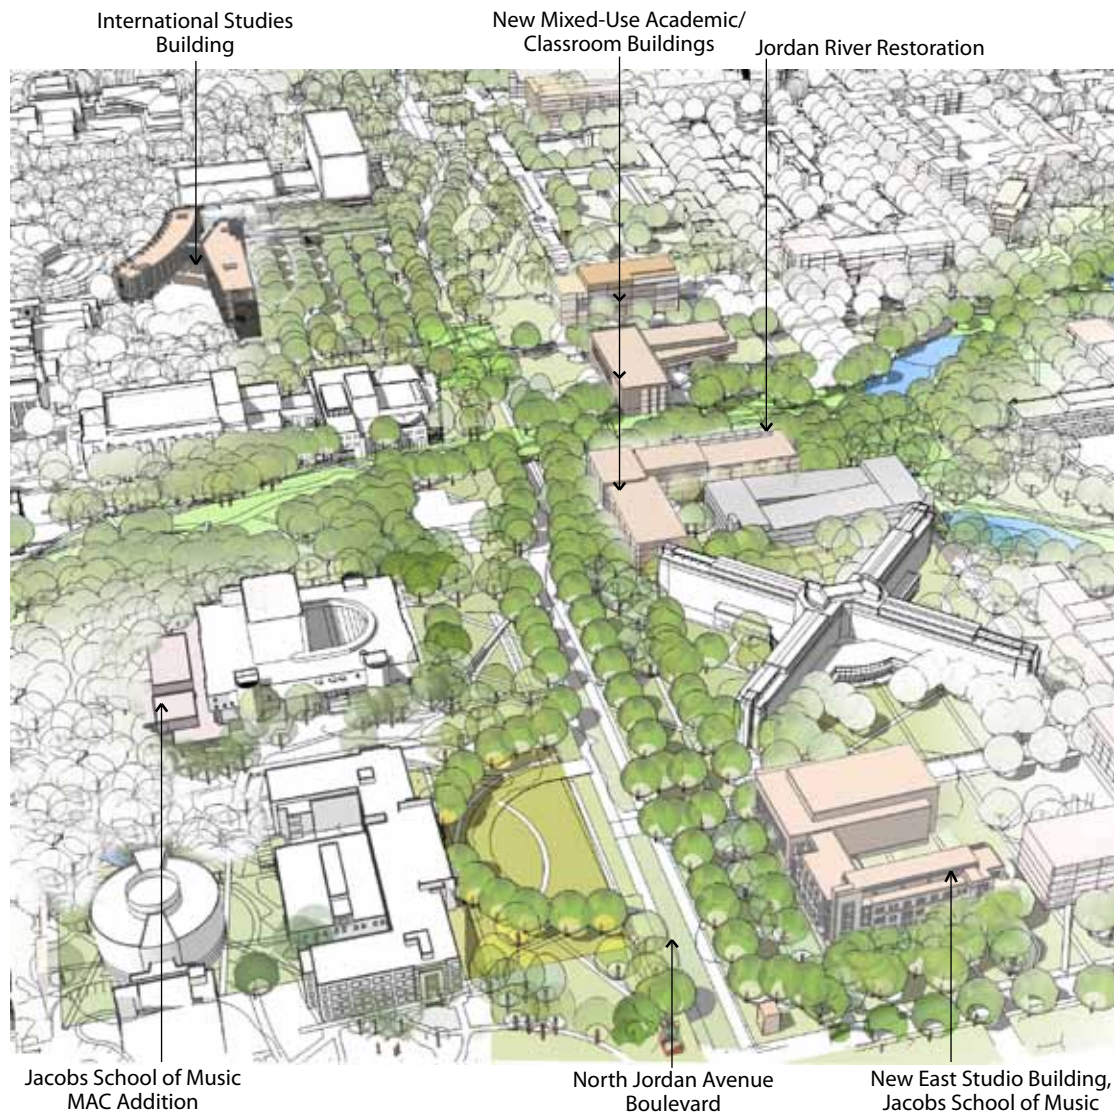 International Studies
Building
New Mixed-Use Academic/
Classroom Buildings
Jordan River Restoration
Jacobs School of Music
MAC Addition
North Jordan Avenue
Boulevard
New East Studio Building,
Jacobs School of Music